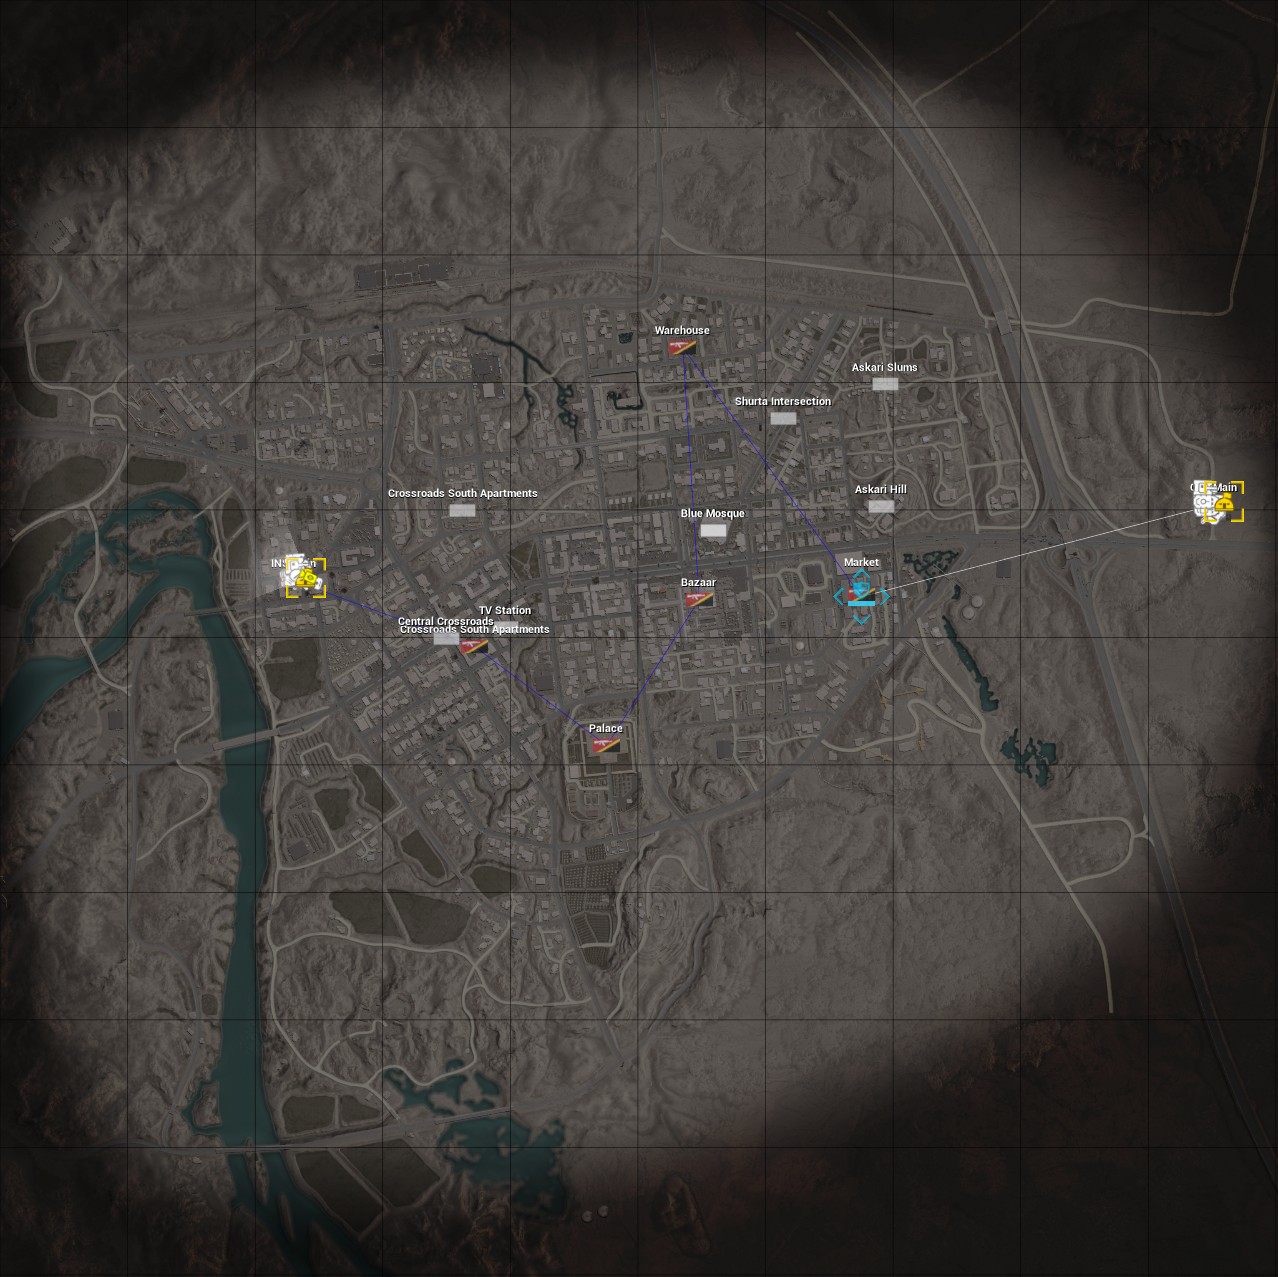 Warehouse
Askari Slums
Shurta Intersection
Main
Askari Hill
Crossroads South Apartments
Blue Mosque
Market
Bazaar
TV Station
Central Crossroads
Crossroads South Apartments
Palace